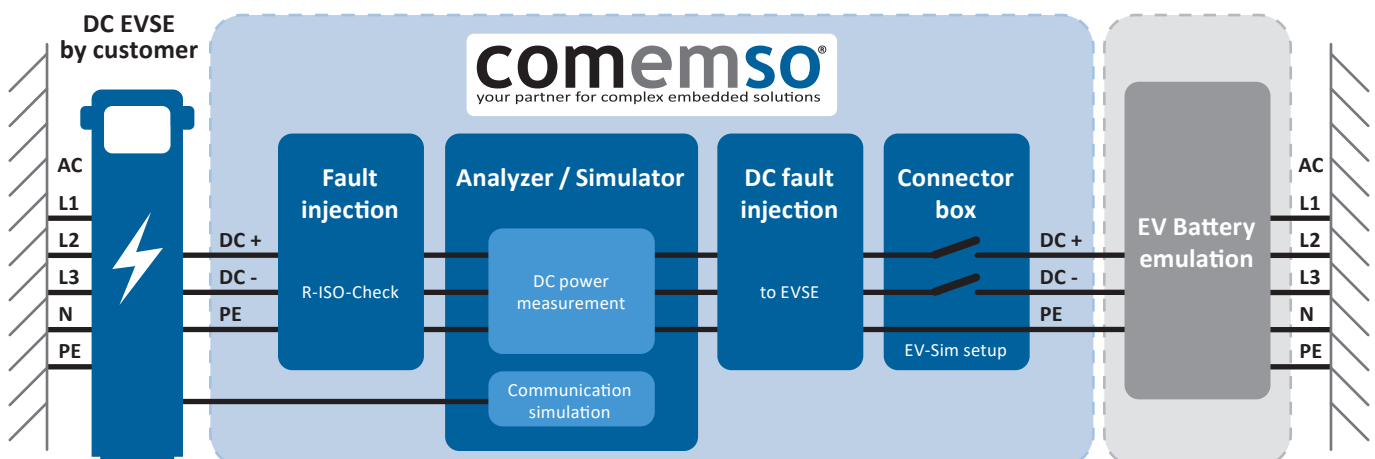 DC EVSE
by customer
comemso®
your partner for complex embedded solutions
AC
L1
L2
L3
N
PE
DC +
DC -
PE
Fault
injection
R-ISO-Check
Analyzer / Simulator
DC power
measurement
Communication
simulation
DC fault
injection
to EVSE
Connector
box
EV-Sim setup
DC +
DC -
PE
EV Battery
emulation
AC
L1
L2
L3
N
PE